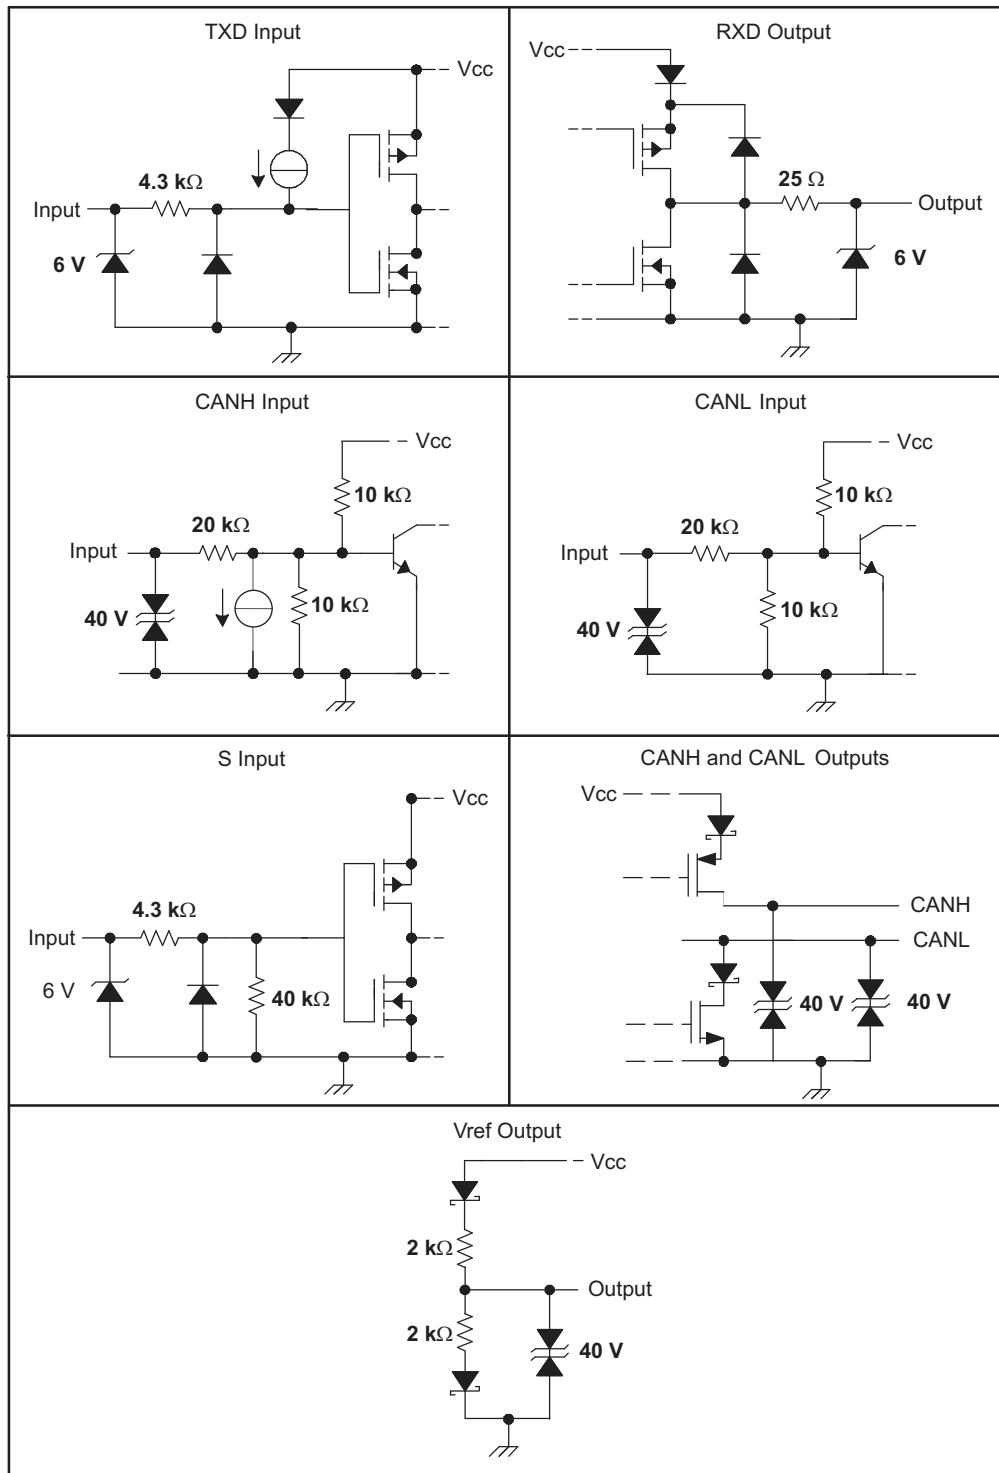 TXD Input
Vcc
4.3 kΩ
Input
6 V
RXD Output
Vcc
25 Ω
Output
6 V
CANH Input
Vcc
10 kΩ
20 kΩ
Input
10 kΩ
40 V
CANL Input
Vcc
10 kΩ
20 kΩ
Input
10 kΩ
40 V
S Input
Vcc
4.3 kΩ
Input
6 V
40 kΩ
CANH and CANL Outputs
Vcc
CANH
CANL
40 V
40 V
Vref Output
Vcc
2 kΩ
Output
2 kΩ
40 V